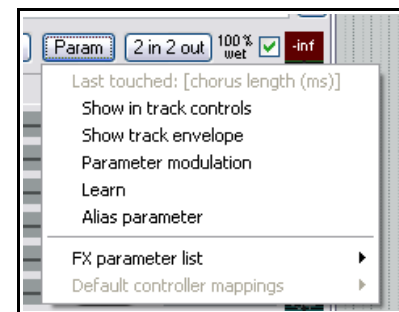 Param 2 in 2 out 100 % wet -inf
Last touched: [chorus length (ms)]
Show in track controls
Show track envelope
Parameter modulation
Learn
Alias parameter
FX parameter list
Default controller mappings